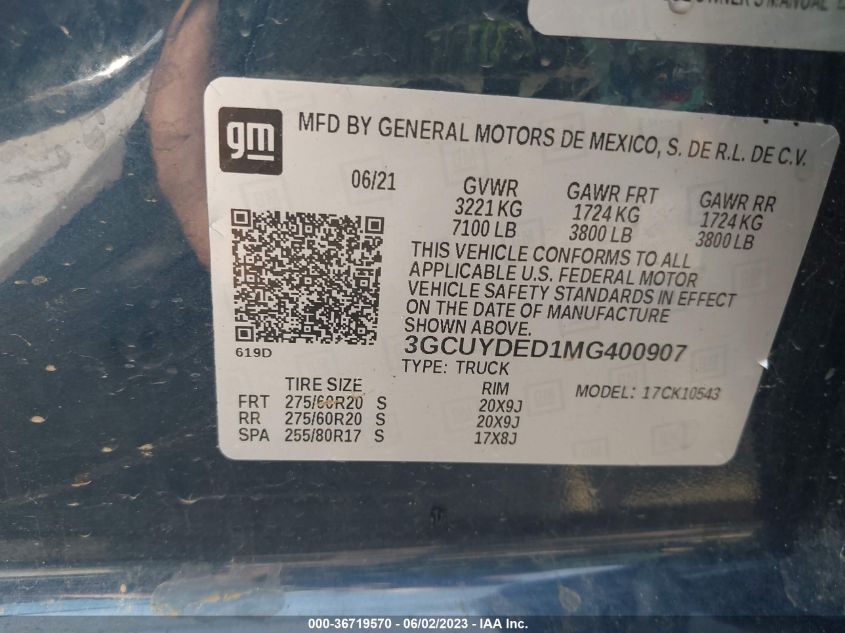 OWNER'S MANUAL
gm
MFD BY GENERAL MOTORS DE MEXICO, S. DE R.L. DE C.V.
06/21
GVWR GAWR FRT GAWR RR
3221 KG 1724 KG 1724 KG
7100 LB 3800 LB 3800 LB
THIS VEHICLE CONFORMS TO ALL
APPLICABLE U.S. FEDERAL MOTOR
VEHICLE SAFETY STANDARDS IN EFFECT
ON THE DATE OF MANUFACTURE
SHOWN ABOVE.
619D
3GCUYDED1MG400907
TYPE: TRUCK
TIRE SIZE RIM MODEL: 17CK10543
FRT 275/60R20 S 20X9J
RR 275/60R20 S 20X9J
SPA 255/80R17 S 17X8J
000-36719570 - 06/02/2023 - IAA Inc.